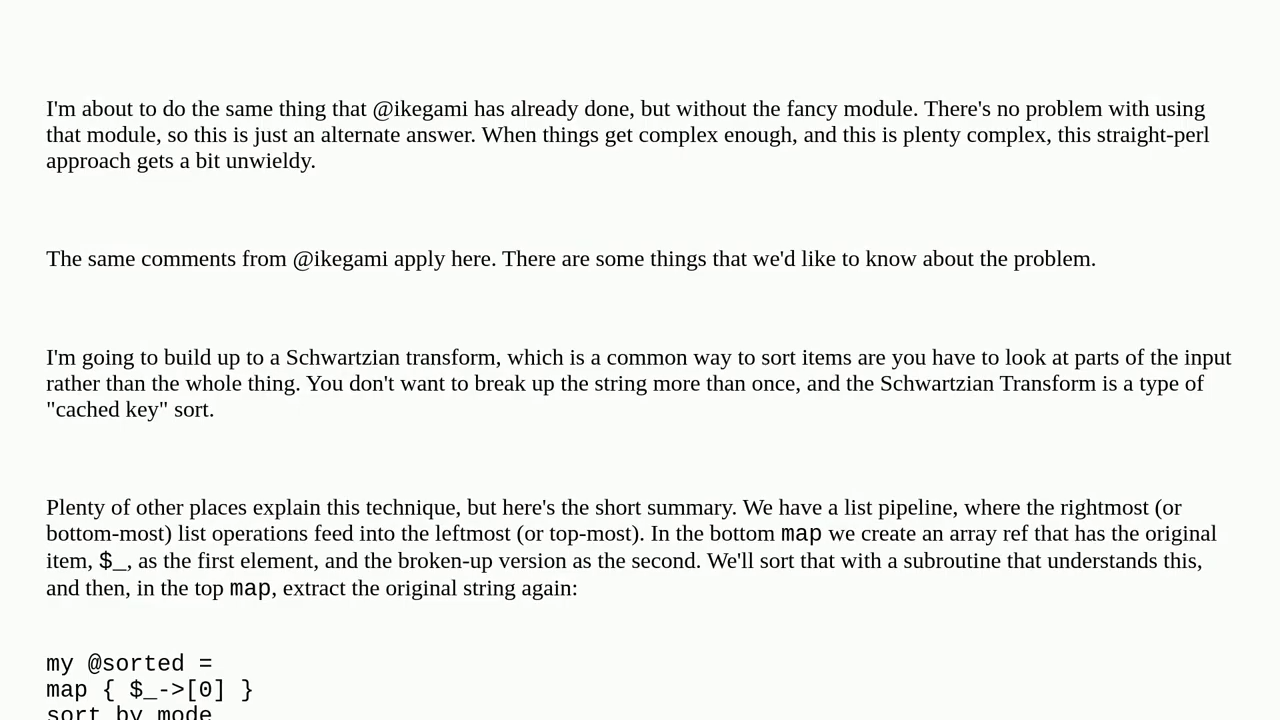 I'm about to do the same thing that @ikegami has already done, but without the fancy module. There's no problem with using
that module, so this is just an alternate answer. When things get complex enough, and this is plenty complex, this straight-perl
approach gets a bit unwieldy.
The same comments from @ikegami apply here. There are some things that we'd like to know about the problem.
I'm going to build up to a Schwartzian transform, which is a common way to sort items are you have to look at parts of the input
rather than the whole thing. You don't want to break up the string more than once, and the Schwartzian Transform is a type of
"cached key" sort.
Plenty of other places explain this technique, but here's the short summary. We have a list pipeline, where the rightmost (or
bottom-most) list operations feed into the leftmost (or top-most). In the bottom map we create an array ref that has the original
item, $_, as the first element, and the broken-up version as the second. We'll sort that with a subroutine that understands this,
and then, in the top map, extract the original string again:
my @sorted =
map { $_->[0] }
sort by_mode